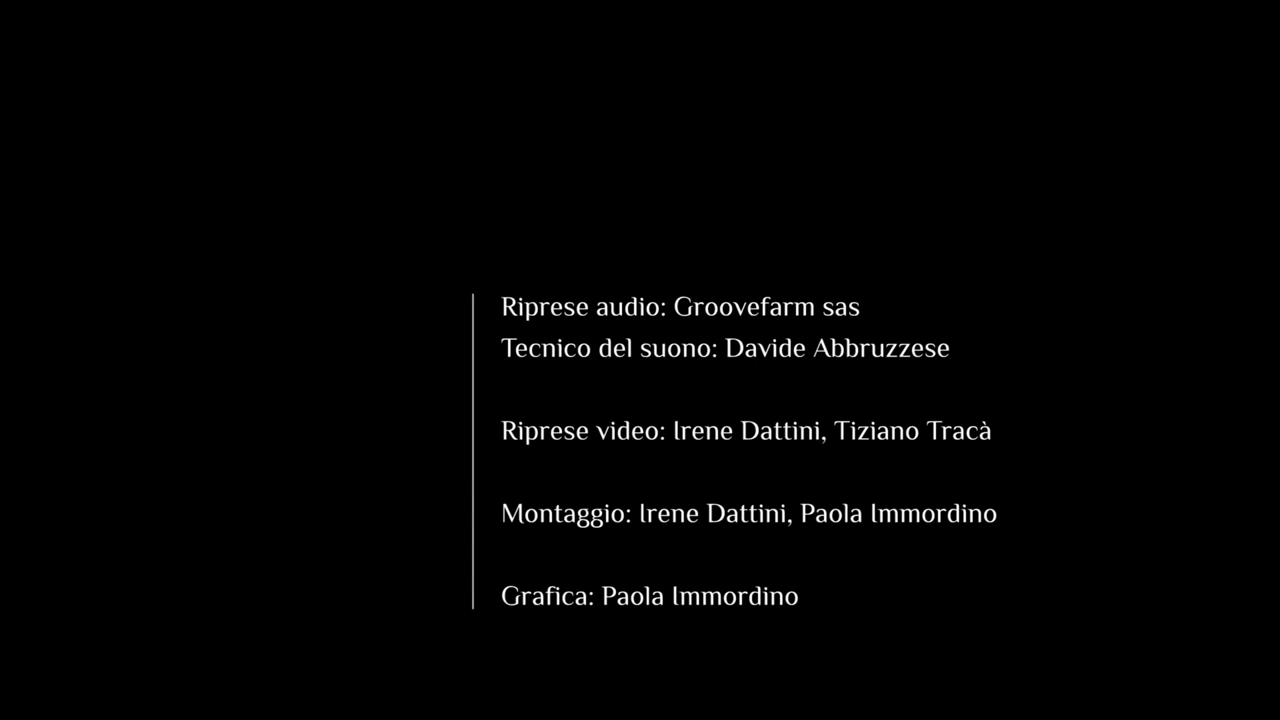 Riprese audio: Groovefarm sas
Tecnico del suono: Davide Abbruzzese
Riprese video: Irene Dattini, Tiziano Tracà
Montaggio: Irene Dattini, Paola Immordino
Grafica: Paola Immordino